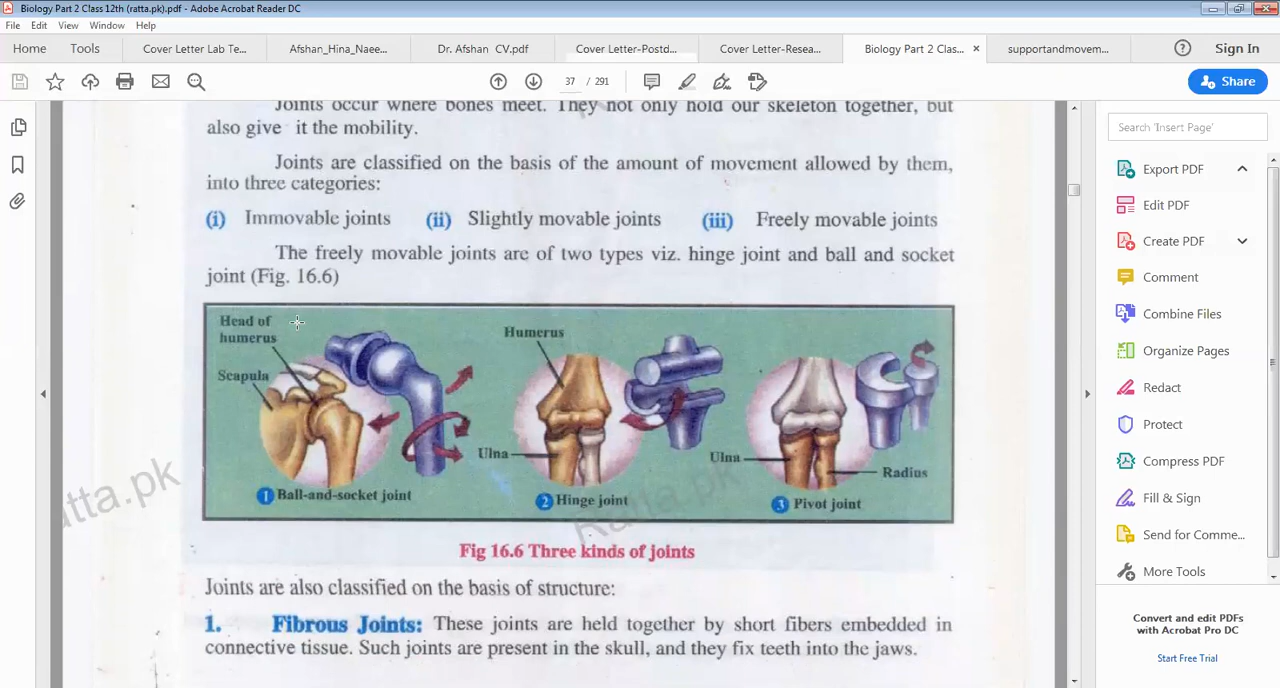 Biology Part 2 Class 12th (ratta.pk).pdf - Adobe Acrobat Reader DC
File Edit View Window Help
Home Tools Cover Letter Lab Te... Afshan_Hina_Naee... Dr. Afshan CV.pdf Cover Letter-Postd... Cover Letter-Resea... Biology Part 2 Clas... × supportandmovem... Sign In
37 / 291 Share
Joints occur where bones meet. They not only hold our skeleton together, but
also give it the mobility.
Joints are classified on the basis of the amount of movement allowed by them,
into three categories:
(i) Immovable joints (ii) Slightly movable joints (iii) Freely movable joints
The freely movable joints are of two types viz. hinge joint and ball and socket
joint (Fig. 16.6)
Head of
humerus
Scapula
1 Ball-and-socket joint
Humerus
Ulna
2 Hinge joint
Ulna
Radius
3 Pivot joint
Fig 16.6 Three kinds of joints
Joints are also classified on the basis of structure:
1. Fibrous Joints: These joints are held together by short fibers embedded in
connective tissue. Such joints are present in the skull, and they fix teeth into the jaws.
atta.pk
Ratta.pk
Search 'Insert Page'
Export PDF
Edit PDF
Create PDF
Comment
Combine Files
Organize Pages
Redact
Protect
Compress PDF
Fill & Sign
Send for Comme...
More Tools
Convert and edit PDFs
with Acrobat Pro DC
Start Free Trial